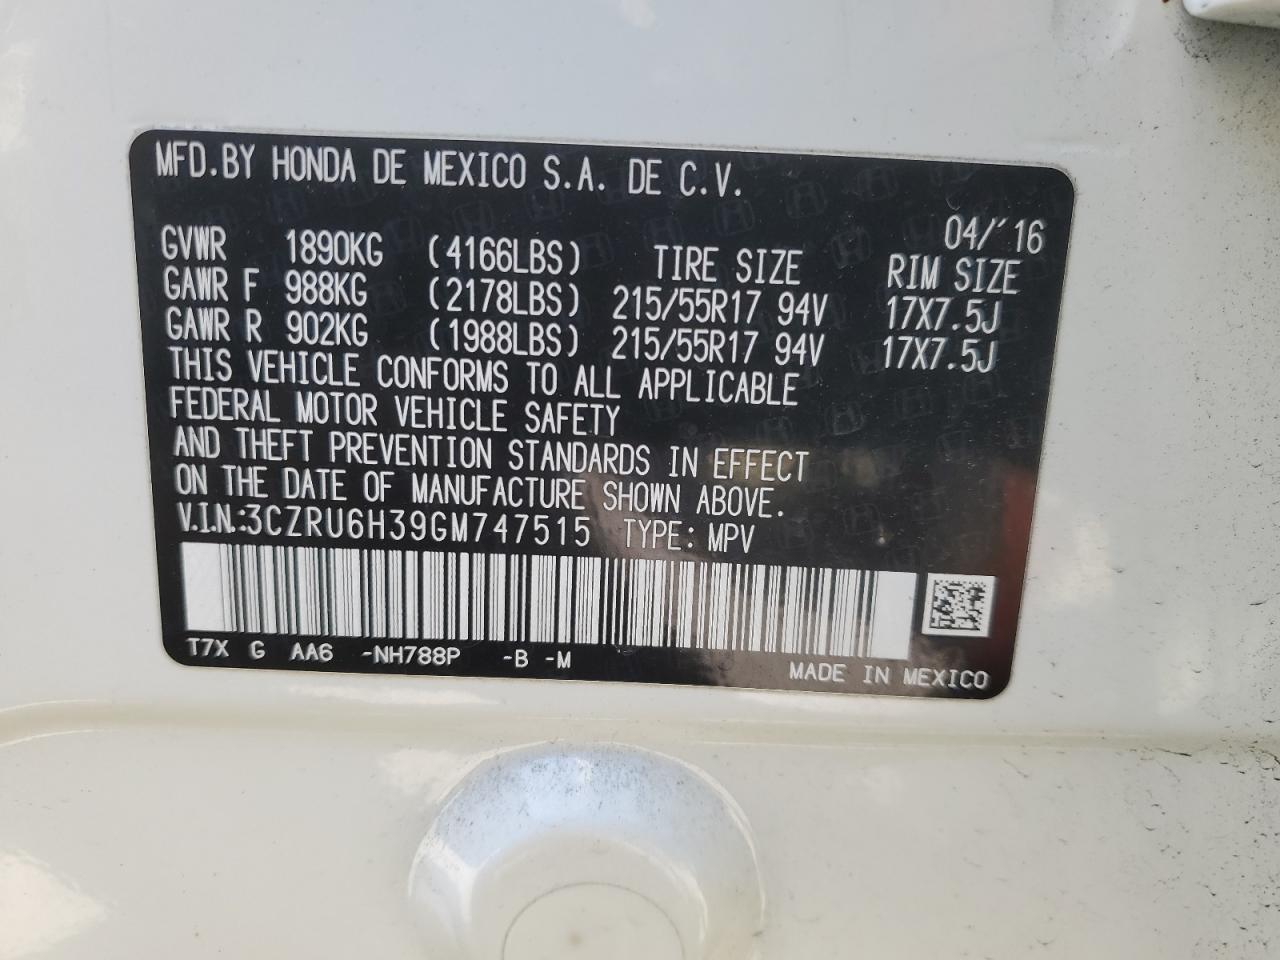 MFD.BY HONDA DE MEXICO S.A. DE C.V.
04/'16
GVWR 1890KG (4166LBS) TIRE SIZE RIM SIZE
GAWR F 988KG (2178LBS) 215/55R17 94V 17X7.5J
GAWR R 902KG (1988LBS) 215/55R17 94V 17X7.5J
THIS VEHICLE CONFORMS TO ALL APPLICABLE
FEDERAL MOTOR VEHICLE SAFETY
AND THEFT PREVENTION STANDARDS IN EFFECT
ON THE DATE OF MANUFACTURE SHOWN ABOVE.
V.I.N.:3CZRU6H39GM747515 TYPE: MPV
T7X G AA6 -NH788P -B -M
MADE IN MEXICO